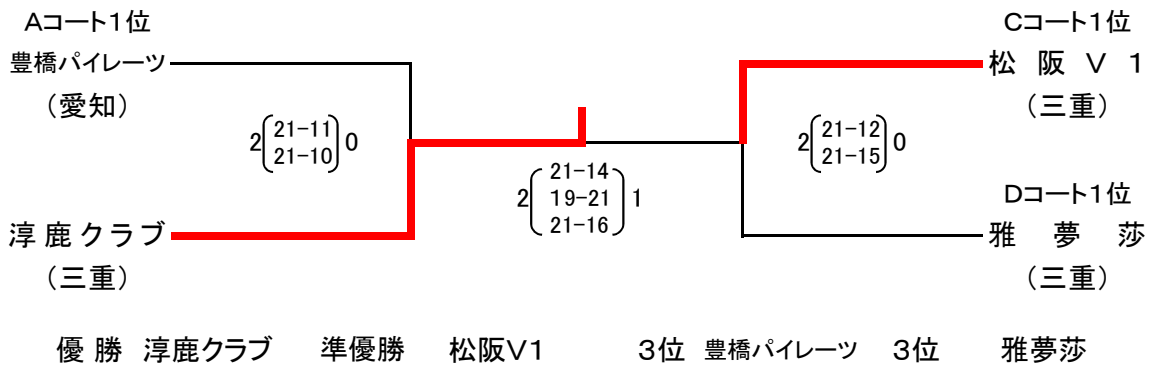 Aコート1位
豊橋パイレーツ
(愛知)
2(21-11 21-10)0
淳鹿クラブ
(三重)
2(21-14 19-21 21-16)1
Cコート1位
松阪V1
(三重)
2(21-12 21-15)0
Dコート1位
雅夢莎
(三重)
優勝 淳鹿クラブ 準優勝 松阪V1 3位 豊橋パイレーツ 3位 雅夢莎